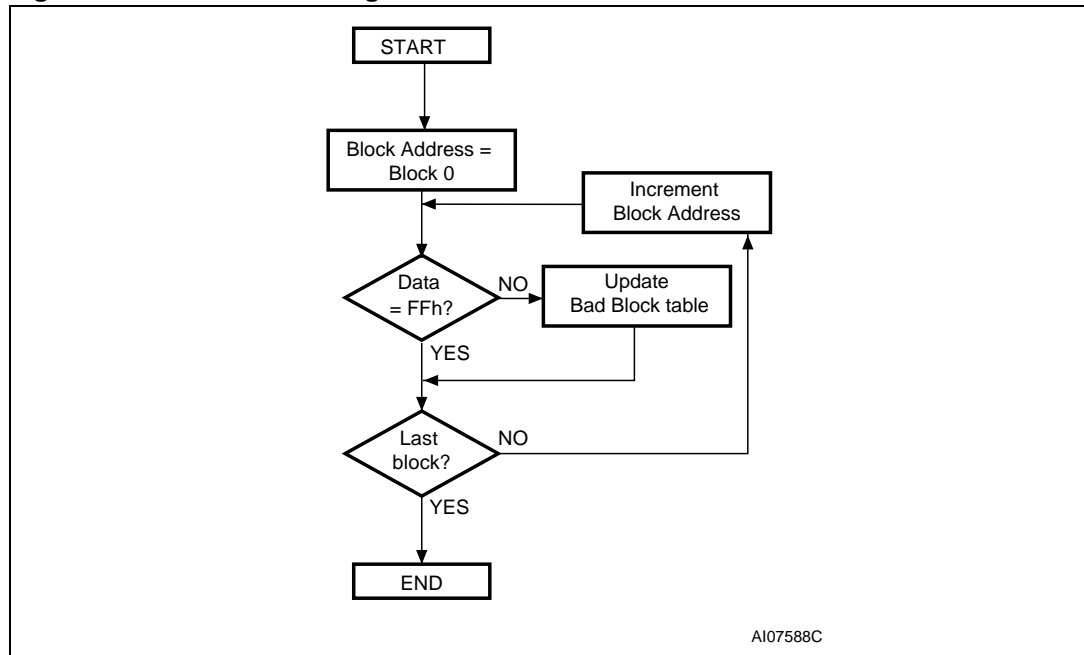 START
Block Address =
Block 0
Increment
Block Address
Data
= FFh?
NO
Update
Bad Block table
YES
Last
block?
NO
YES
END
AI07588C